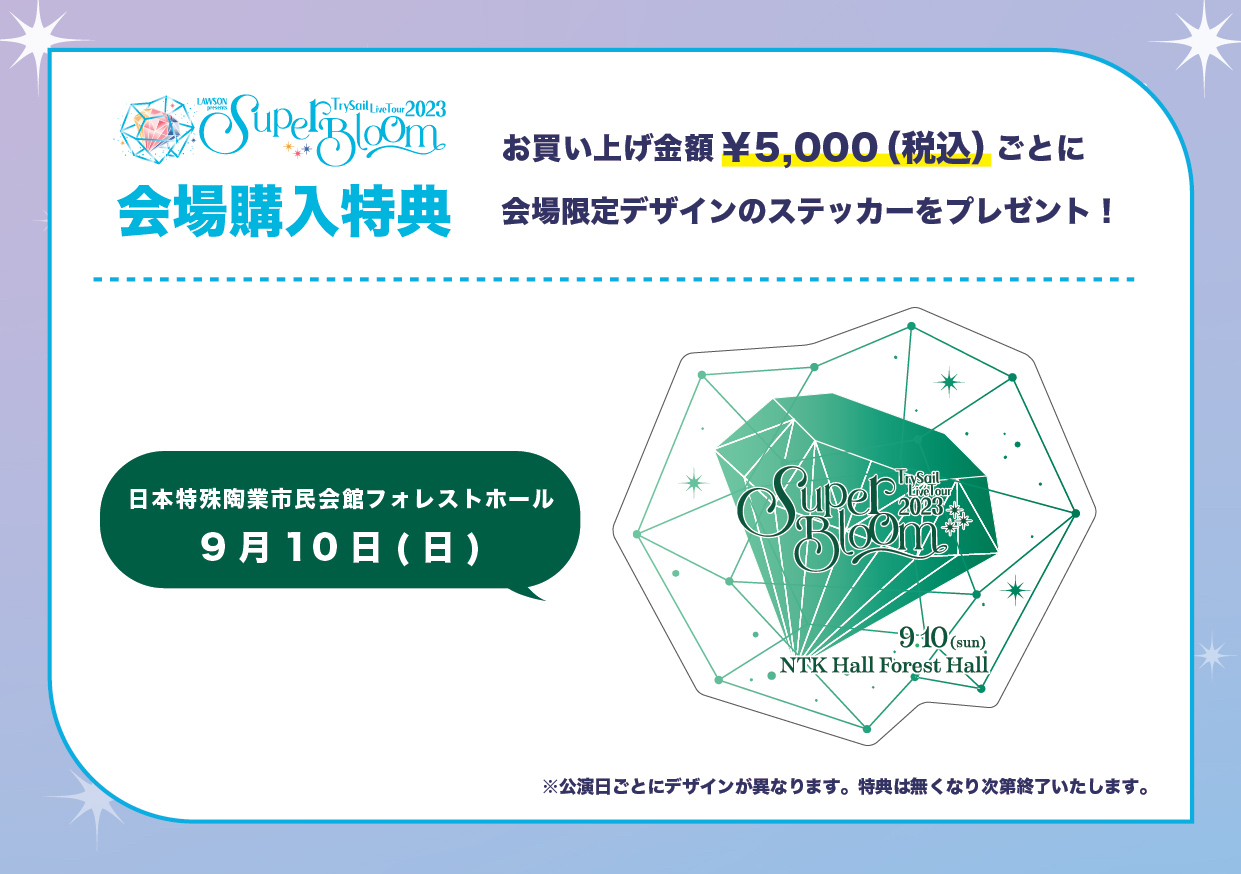 LAWSON presents
TrySail LiveTour 2023
Super Bloom
会場購入特典
お買い上げ金額 ¥5,000（税込）ごとに
会場限定デザインのステッカーをプレゼント！
日本特殊陶業市民会館フォレストホール
9月10日(日)
TrySail
LiveTour
2023
Super
Bloom
9.10(sun)
NTK Hall Forest Hall
※公演日ごとにデザインが異なります。特典は無くなり次第終了いたします。